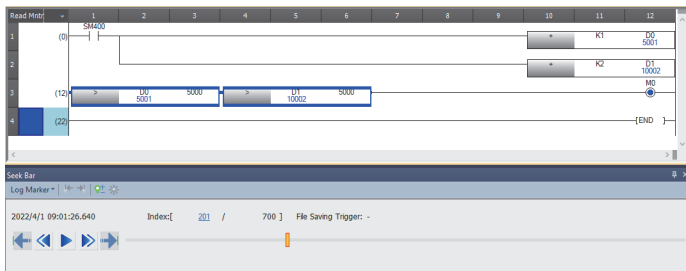 Read Mntr 1 2 3 4 5 6 7 8 9 10 11 12
1 (0) SM400 + K1 D0
5001
2 + K2 D1
10002
3 (12) > D0 5000 > D1 5000 M0
5001 10002
4 (22) [END ]
Seek Bar
Log Marker
2022/4/1 09:01:26.640 Index:[ 201 / 700 ] File Saving Trigger: -